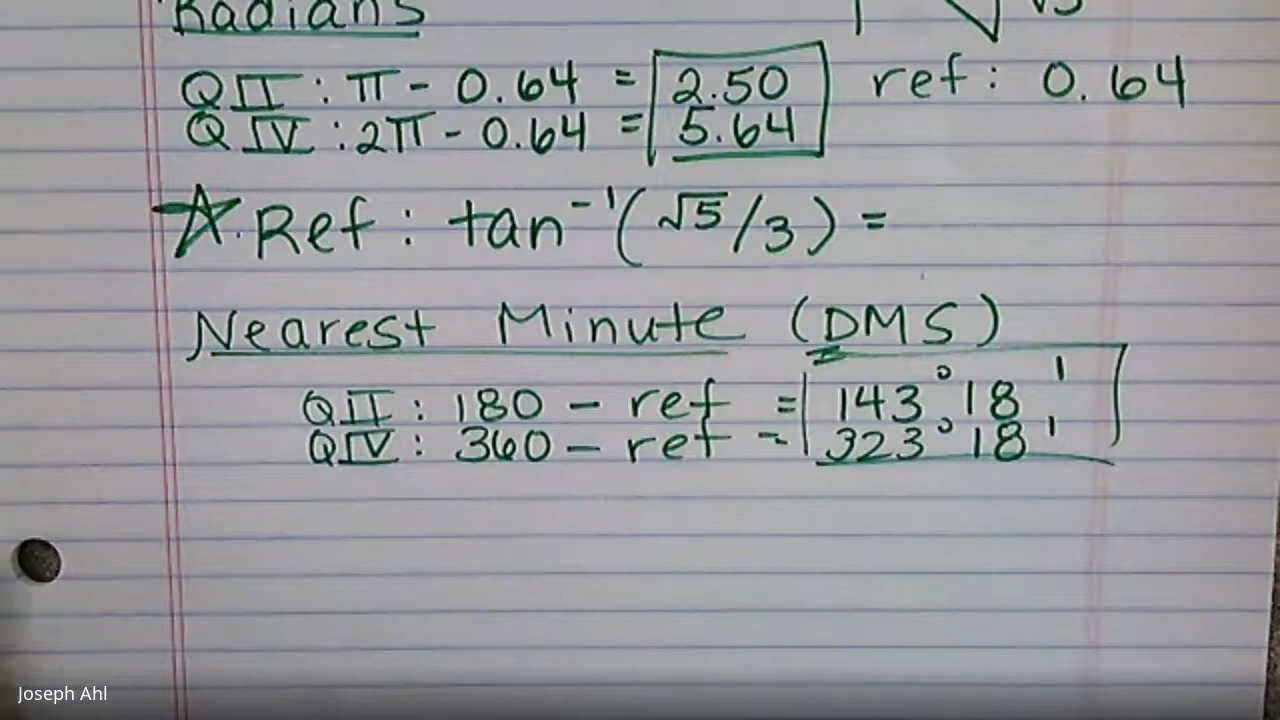 Radians √5
QII : π - 0.64 = 2.50 ref: 0.64
QIV : 2π - 0.64 = 5.64
☆ Ref : tan⁻¹(√5/3) =
Nearest Minute (DMS)
QII : 180 - ref = 143° 18'
QIV : 360 - ref = 323° 18'
Joseph Ahl